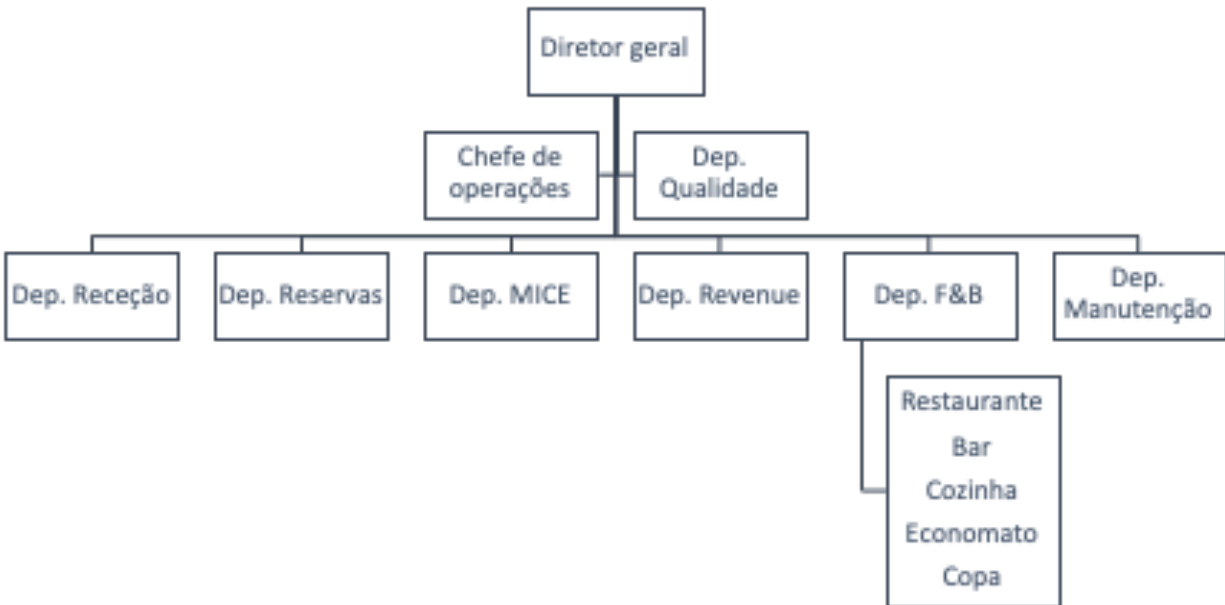 Diretor geral
Chefe de
operações
Dep.
Qualidade
Dep. Receção
Dep. Reservas
Dep. MICE
Dep. Revenue
Dep. F&B
Dep.
Manutenção
Restaurante
Bar
Cozinha
Economato
Copa